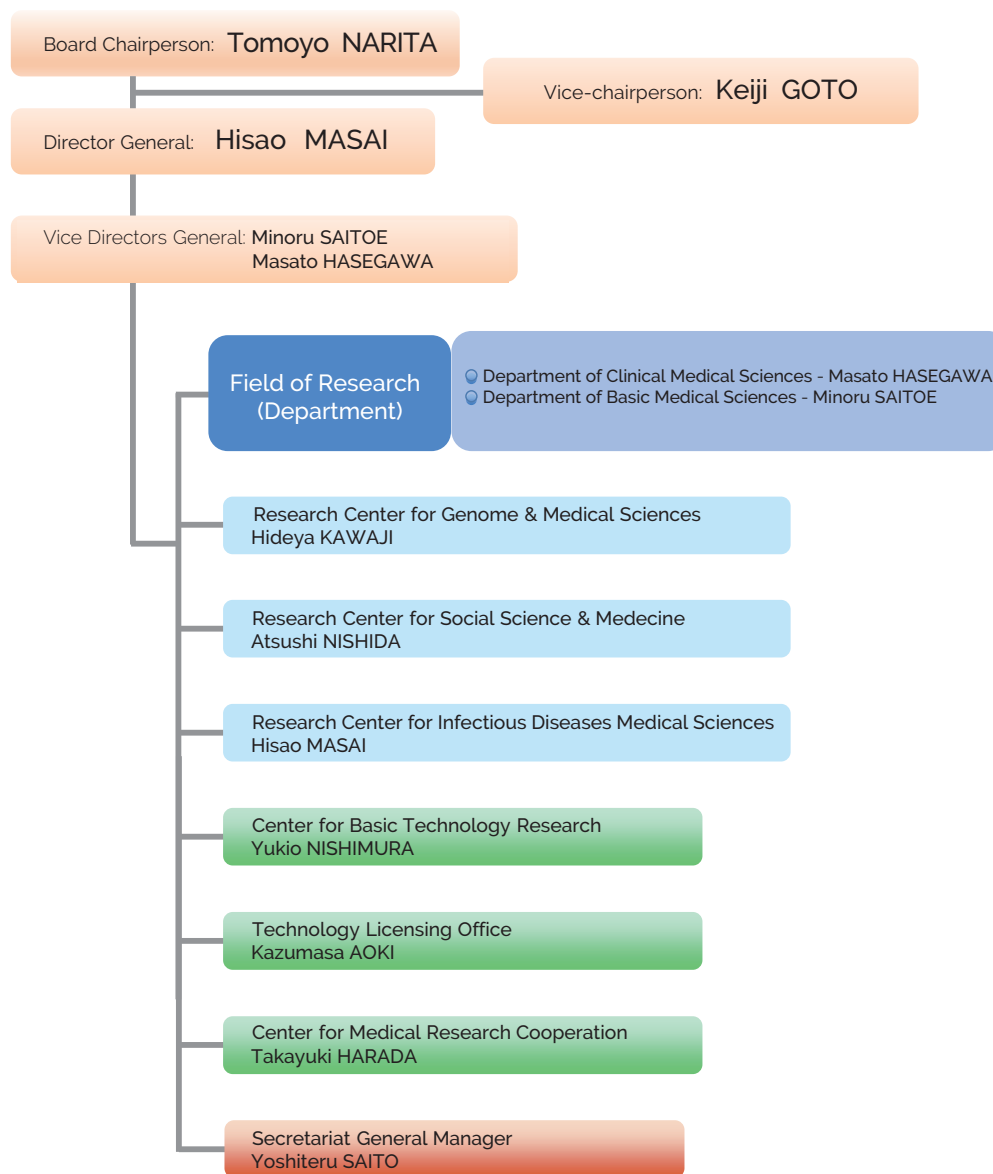 Board Chairperson: Tomoyo NARITA
Vice-chairperson: Keiji GOTO
Director General: Hisao MASAI
Vice Directors General: Minoru SAITOE
Masato HASEGAWA
Field of Research
(Department)
Department of Clinical Medical Sciences - Masato HASEGAWA
Department of Basic Medical Sciences - Minoru SAITOE
Research Center for Genome & Medical Sciences
Hideya KAWAJI
Research Center for Social Science & Medecine
Atsushi NISHIDA
Research Center for Infectious Diseases Medical Sciences
Hisao MASAI
Center for Basic Technology Research
Yukio NISHIMURA
Technology Licensing Office
Kazumasa AOKI
Center for Medical Research Cooperation
Takayuki HARADA
Secretariat General Manager
Yoshiteru SAITO